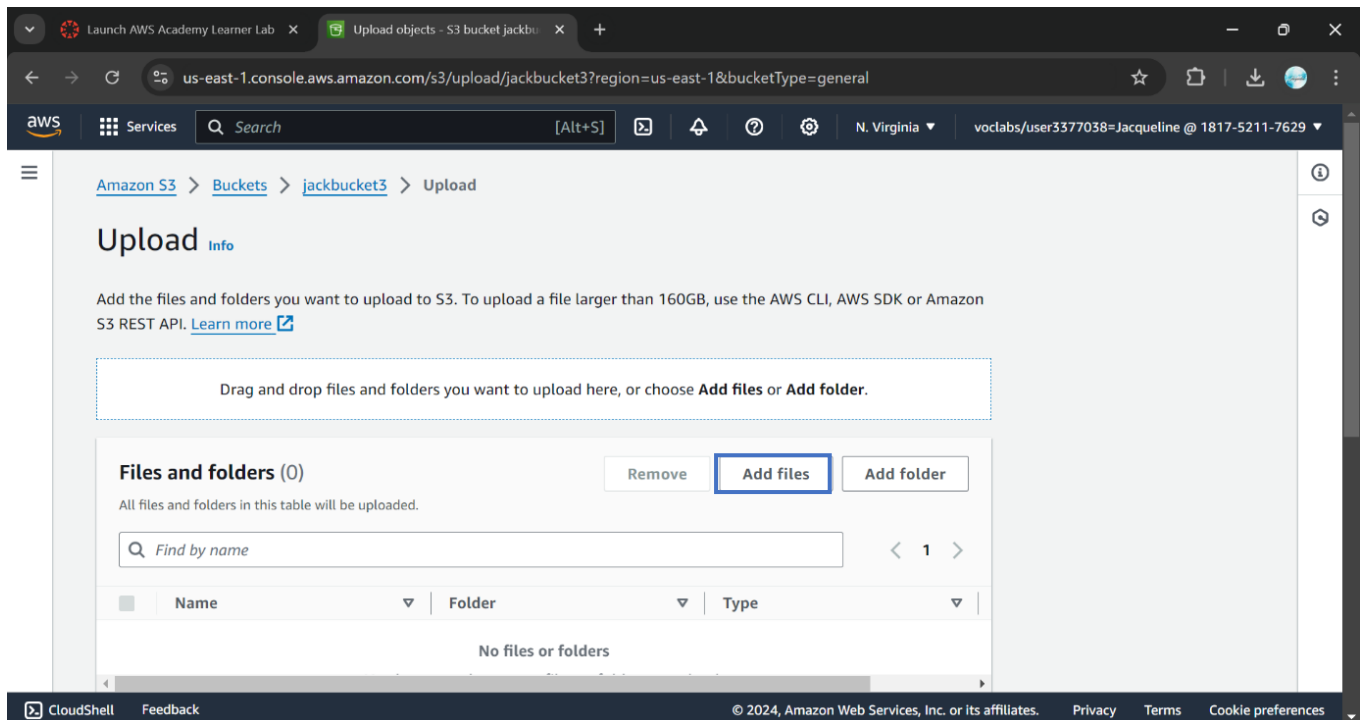 Launch AWS Academy Learner Lab
Upload objects - S3 bucket jackbu
us-east-1.console.aws.amazon.com/s3/upload/jackbucket3?region=us-east-1&bucketType=general
aws Services Search [Alt+S] N. Virginia ▼ voclabs/user3377038=Jacqueline @ 1817-5211-7629 ▼
Amazon S3 > Buckets > jackbucket3 > Upload
Upload Info
Add the files and folders you want to upload to S3. To upload a file larger than 160GB, use the AWS CLI, AWS SDK or Amazon
S3 REST API. Learn more
Drag and drop files and folders you want to upload here, or choose Add files or Add folder.
Files and folders (0) Remove Add files Add folder
All files and folders in this table will be uploaded.
Find by name < 1 >
Name Folder Type
No files or folders
CloudShell Feedback © 2024, Amazon Web Services, Inc. or its affiliates. Privacy Terms Cookie preferences